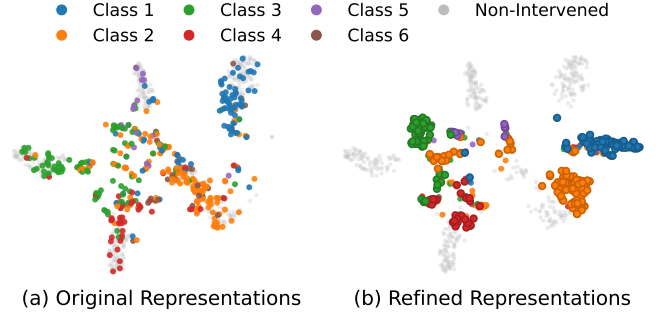 Class 1 Class 3 Class 5 Non-Intervened
Class 2 Class 4 Class 6
(a) Original Representations (b) Refined Representations